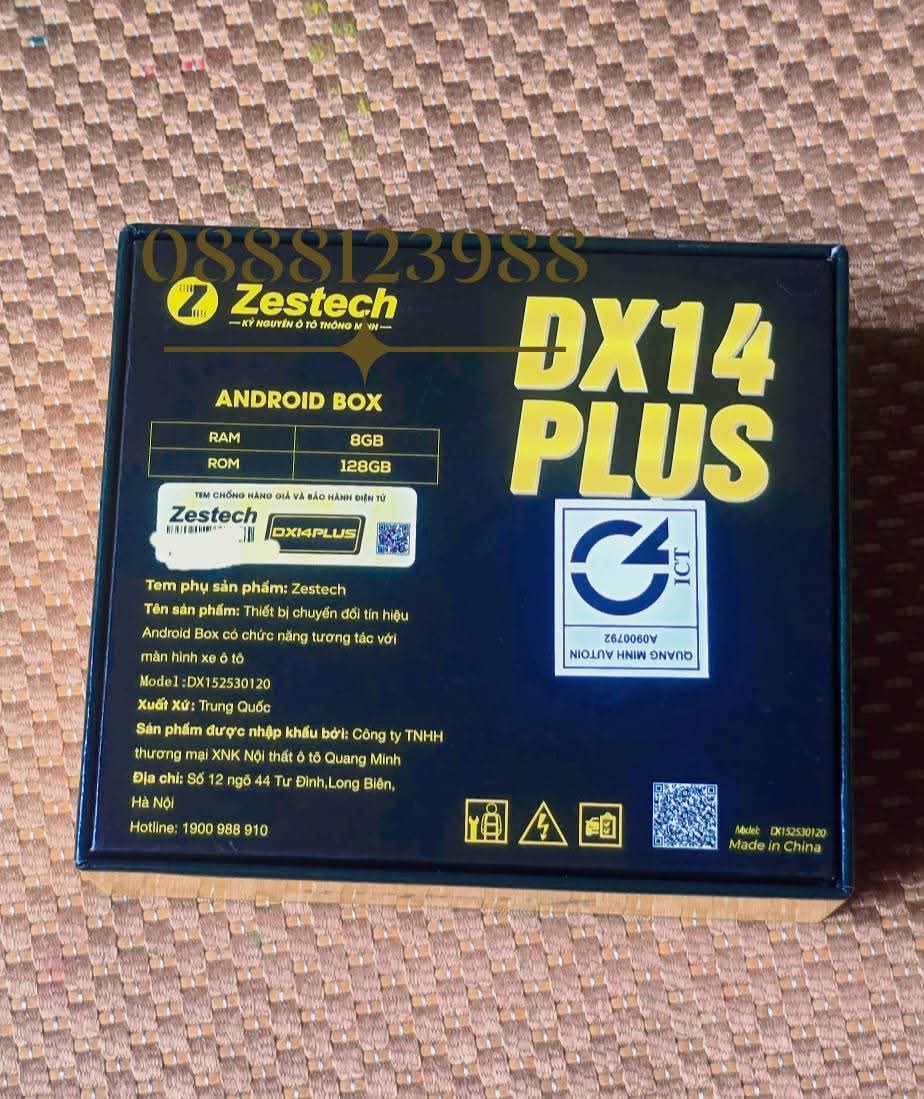 0888123988
Zestech
KỶ NGUYÊN Ô TÔ THÔNG MINH
DX14
PLUS
ANDROID BOX
RAM 8GB
ROM 128GB
TEM CHỐNG HÀNG GIẢ VÀ BẢO HÀNH ĐIỆN TỬ
Zestech
DX14PLUS
ICT
A0900792
QUANG MINH AUTOIN
Tem phụ sản phẩm: Zestech
Tên sản phẩm: Thiết bị chuyển đổi tín hiệu
Android Box có chức năng tương tác với
màn hình xe ô tô
Model:DX152530120
Xuất Xứ: Trung Quốc
Sản phẩm được nhập khẩu bởi: Công ty TNHH
thương mại XNK Nội thất ô tô Quang Minh
Địa chỉ: Số 12 ngõ 44 Tư Đình,Long Biên,
Hà Nội
Hotline: 1900 988 910
Model: DX152530120
Made in China